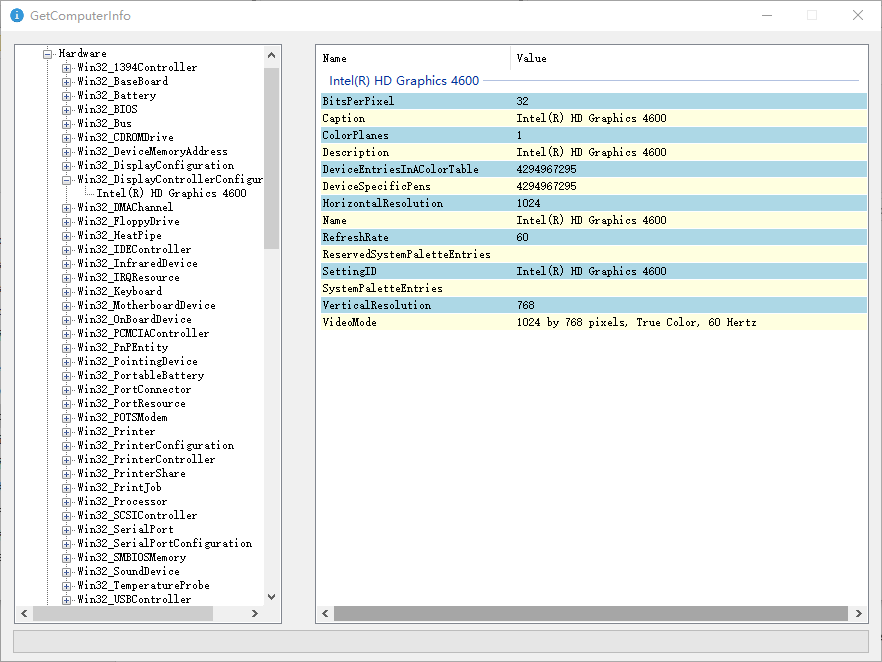 GetComputerInfo
Hardware
Win32_1394Controller
Win32_BaseBoard
Win32_Battery
Win32_BIOS
Win32_Bus
Win32_CDROMDrive
Win32_DeviceMemoryAddress
Win32_DisplayConfiguration
Win32_DisplayControllerConfigur
Intel(R) HD Graphics 4600
Win32_DMAChannel
Win32_FloppyDrive
Win32_HeatPipe
Win32_IDEController
Win32_InfraredDevice
Win32_IRQResource
Win32_Keyboard
Win32_MotherboardDevice
Win32_OnBoardDevice
Win32_PCMCIAController
Win32_PnPEntity
Win32_PointingDevice
Win32_PortableBattery
Win32_PortConnector
Win32_PortResource
Win32_POTSModem
Win32_Printer
Win32_PrinterConfiguration
Win32_PrinterController
Win32_PrinterShare
Win32_PrintJob
Win32_Processor
Win32_SCSIController
Win32_SerialPort
Win32_SerialPortConfiguration
Win32_SMBIOSMemory
Win32_SoundDevice
Win32_TemperatureProbe
Win32_USBController
Name Value
Intel(R) HD Graphics 4600
BitsPerPixel 32
Caption Intel(R) HD Graphics 4600
ColorPlanes 1
Description Intel(R) HD Graphics 4600
DeviceEntriesInAColorTable 4294967295
DeviceSpecificPens 4294967295
HorizontalResolution 1024
Name Intel(R) HD Graphics 4600
RefreshRate 60
ReservedSystemPaletteEntries
SettingID Intel(R) HD Graphics 4600
SystemPaletteEntries
VerticalResolution 768
VideoMode 1024 by 768 pixels, True Color, 60 Hertz